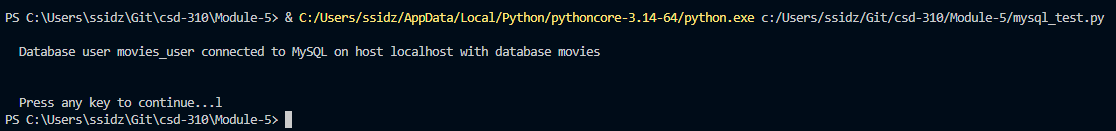 PS C:\Users\ssidz\Git\csd-310\Module-5> & C:/Users/ssidz/AppData/Local/Python/pythoncore-3.14-64/python.exe c:/Users/ssidz/Git/csd-310/Module-5/mysql_test.py
Database user movies_user connected to MySQL on host localhost with database movies
Press any key to continue...l
PS C:\Users\ssidz\Git\csd-310\Module-5>